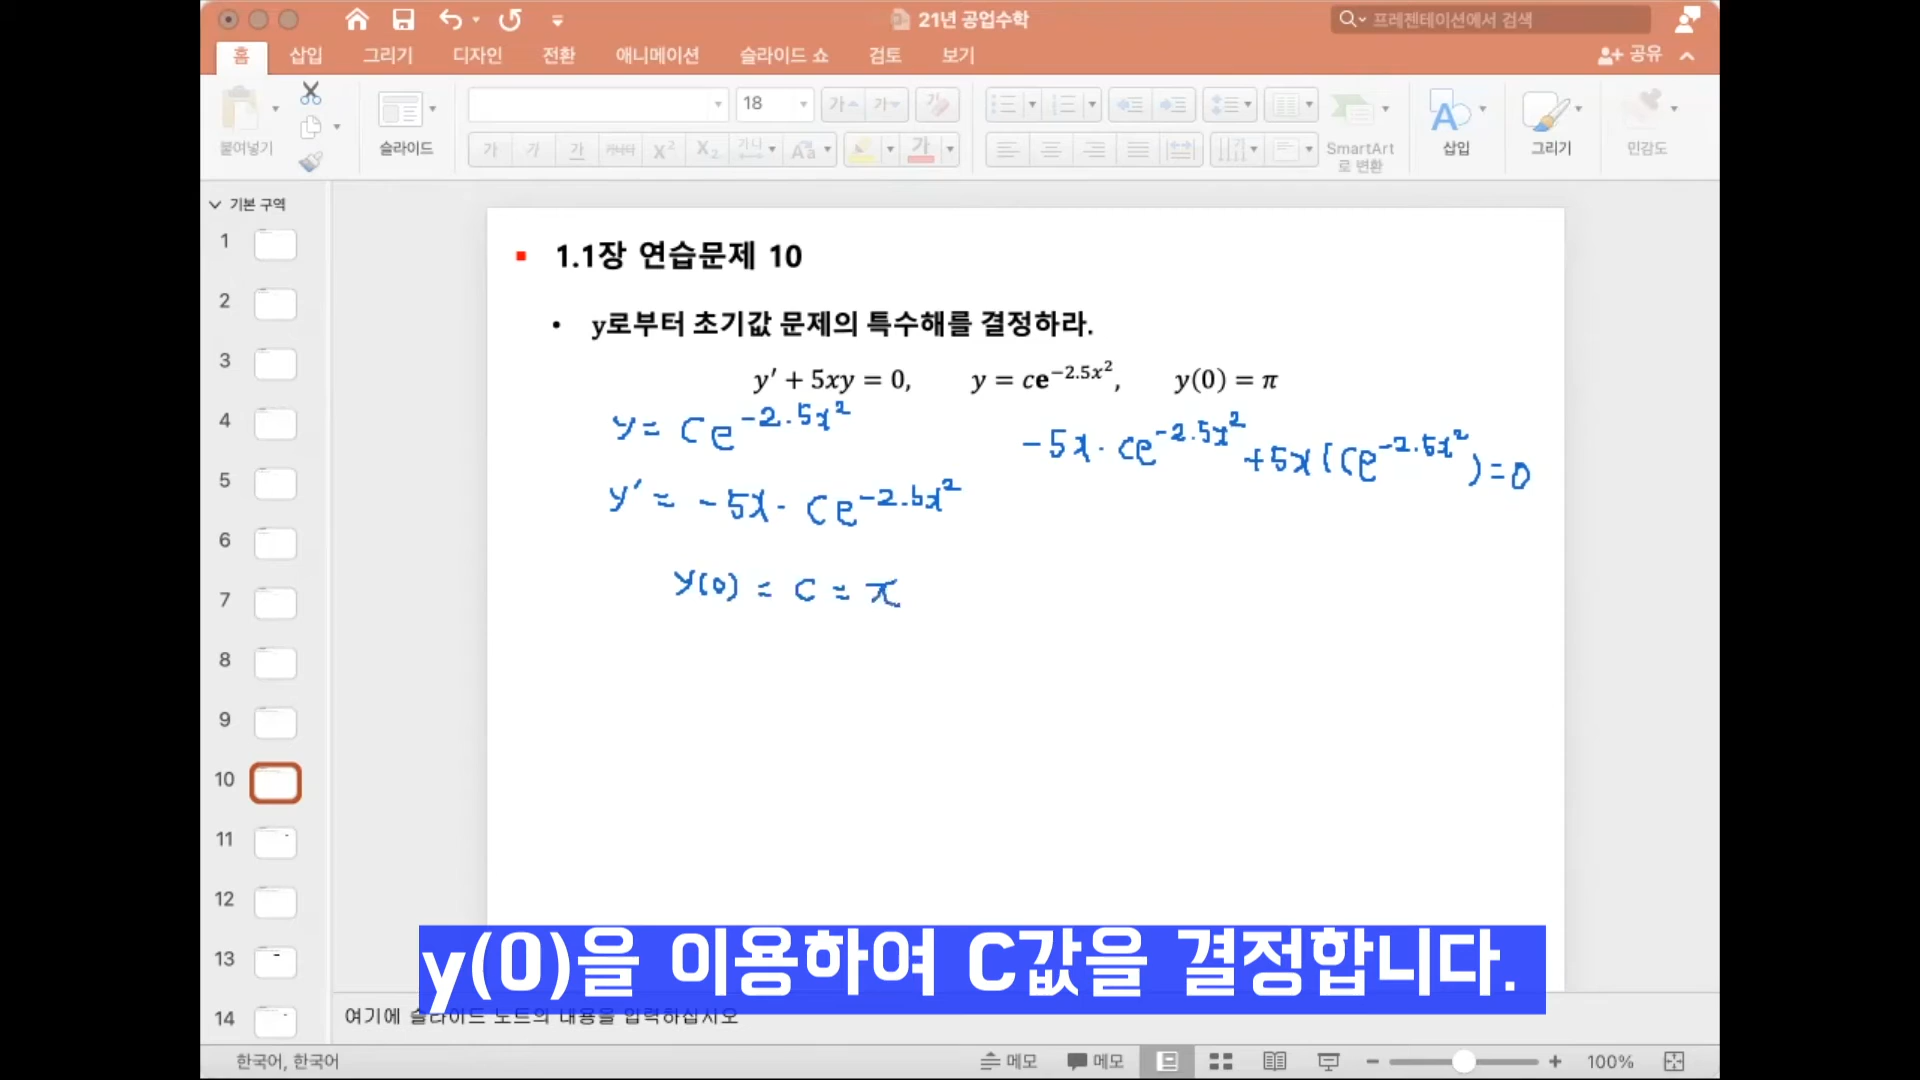 21년 공업수학
프레젠테이션에서 검색
홈 삽입 그리기 디자인 전환 애니메이션 슬라이드 쇼 검토 보기 공유
붙여넣기 슬라이드 18 SmartArt로 변환 삽입 그리기 민감도
기본 구역
1
2
3
4
5
6
7
8
9
10
11
12
13
14
1.1장 연습문제 10
• y로부터 초기값 문제의 특수해를 결정하라.
y′ + 5xy = 0, y = ce^{-2.5x²}, y(0) = π
y = ce^{-2.5x²}
-5x · ce^{-2.5x²} + 5x(ce^{-2.5x²}) = 0
y′ = -5x · ce^{-2.5x²}
y(0) = c = π
y(0)을 이용하여 C값을 결정합니다.
여기에 슬라이드 노트의 내용을 입력하십시오
한국어, 한국어 메모 메모 100%